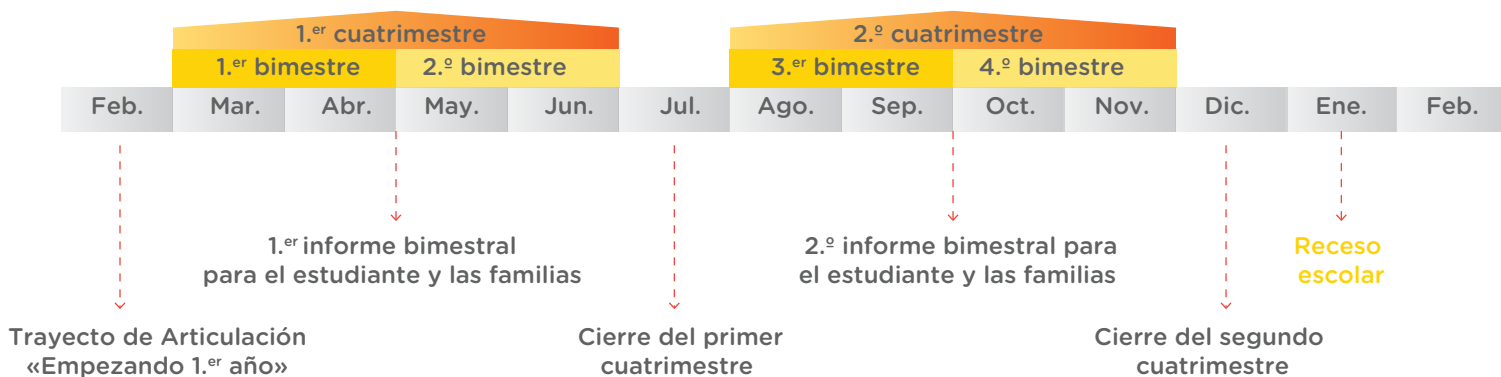 1.er cuatrimestre
2.º cuatrimestre
1.er bimestre
2.º bimestre
3.er bimestre
4.º bimestre
Feb.
Mar.
Abr.
May.
Jun.
Jul.
Ago.
Sep.
Oct.
Nov.
Dic.
Ene.
Feb.
1.er informe bimestral
para el estudiante y las familias
2.º informe bimestral para
el estudiante y las familias
Receso
escolar
Trayecto de Articulación
«Empezando 1.er año»
Cierre del primer
cuatrimestre
Cierre del segundo
cuatrimestre